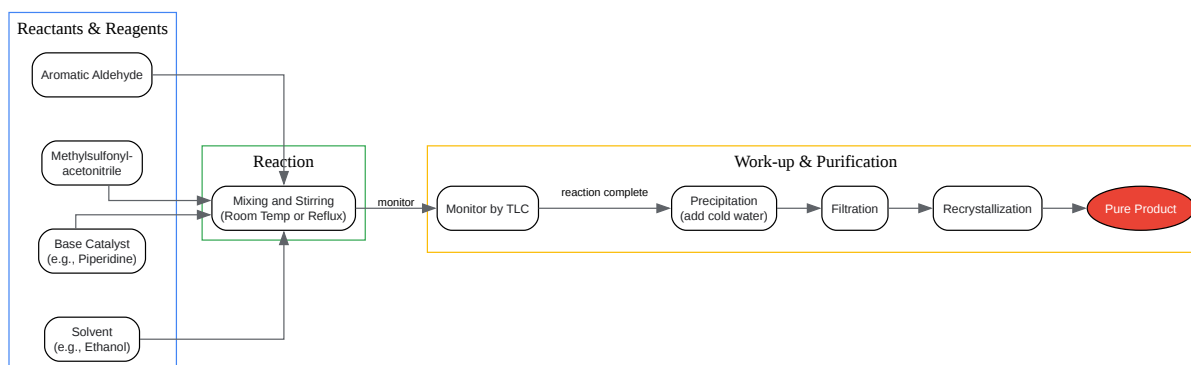 Reactants & Reagents
Aromatic Aldehyde
Methylsulfonyl-
acetonitrile
Base Catalyst
(e.g., Piperidine)
Solvent
(e.g., Ethanol)
Reaction
Mixing and Stirring
(Room Temp or Reflux)
monitor
Work-up & Purification
Monitor by TLC
reaction complete
Precipitation
(add cold water)
Filtration
Recrystallization
Pure Product